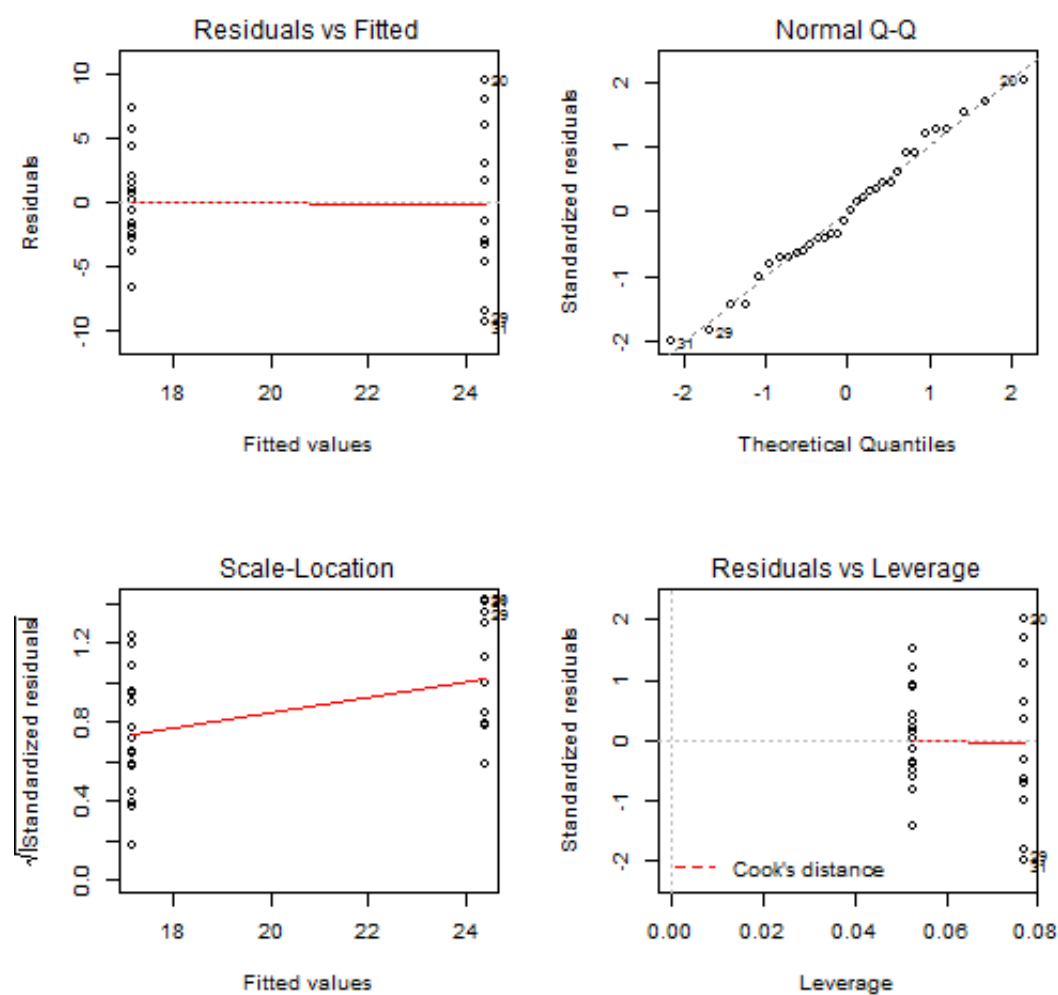 Residuals vs Fitted
Residuals
10
5
0
-5
-10
20
29
31
18 20 22 24
Fitted values
Normal Q-Q
Standardized residuals
2
1
0
-1
-2
20
31
29
-2 -1 0 1 2
Theoretical Quantiles
Scale-Location
√|Standardized residuals|
1.2
0.8
0.4
0.0
29
18 20 22 24
Fitted values
Residuals vs Leverage
Standardized residuals
2
1
0
-1
-2
20
29
31
Cook's distance
0.00 0.02 0.04 0.06 0.08
Leverage